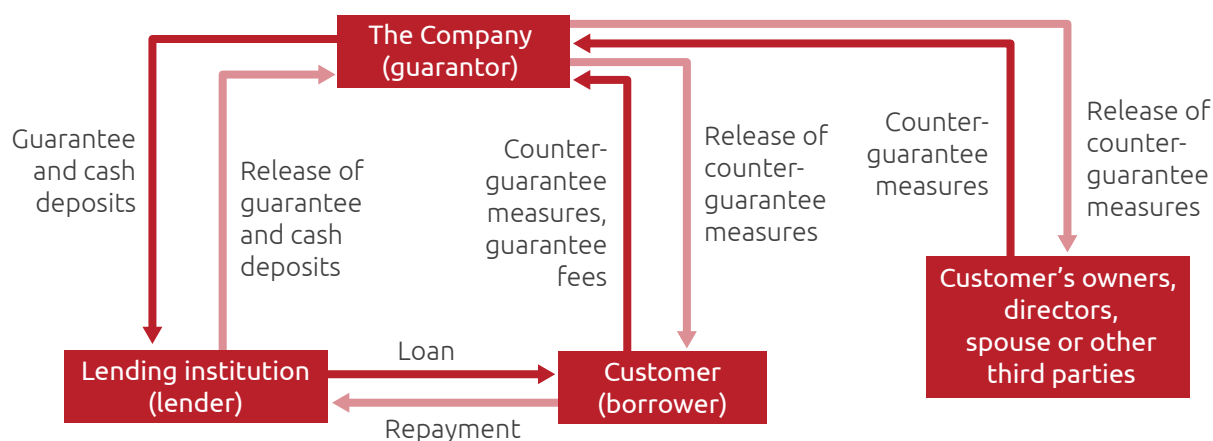 The Company
(guarantor)
Guarantee
and cash
deposits
Release of
guarantee
and cash
deposits
Counter-
guarantee
measures,
guarantee
fees
Release of
counter-
guarantee
measures
Counter-
guarantee
measures
Release of
counter-
guarantee
measures
Customer’s owners,
directors,
spouse or other
third parties
Lending institution
(lender)
Loan
Repayment
Customer
(borrower)